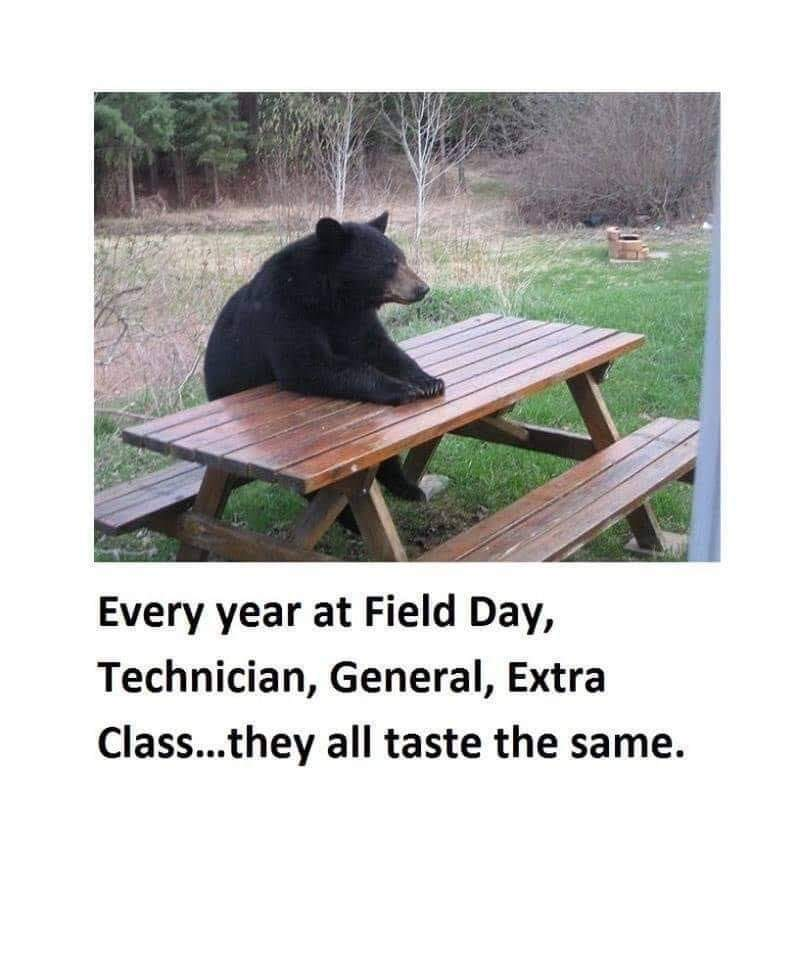 Every year at Field Day,
Technician, General, Extra
Class...they all taste the same.